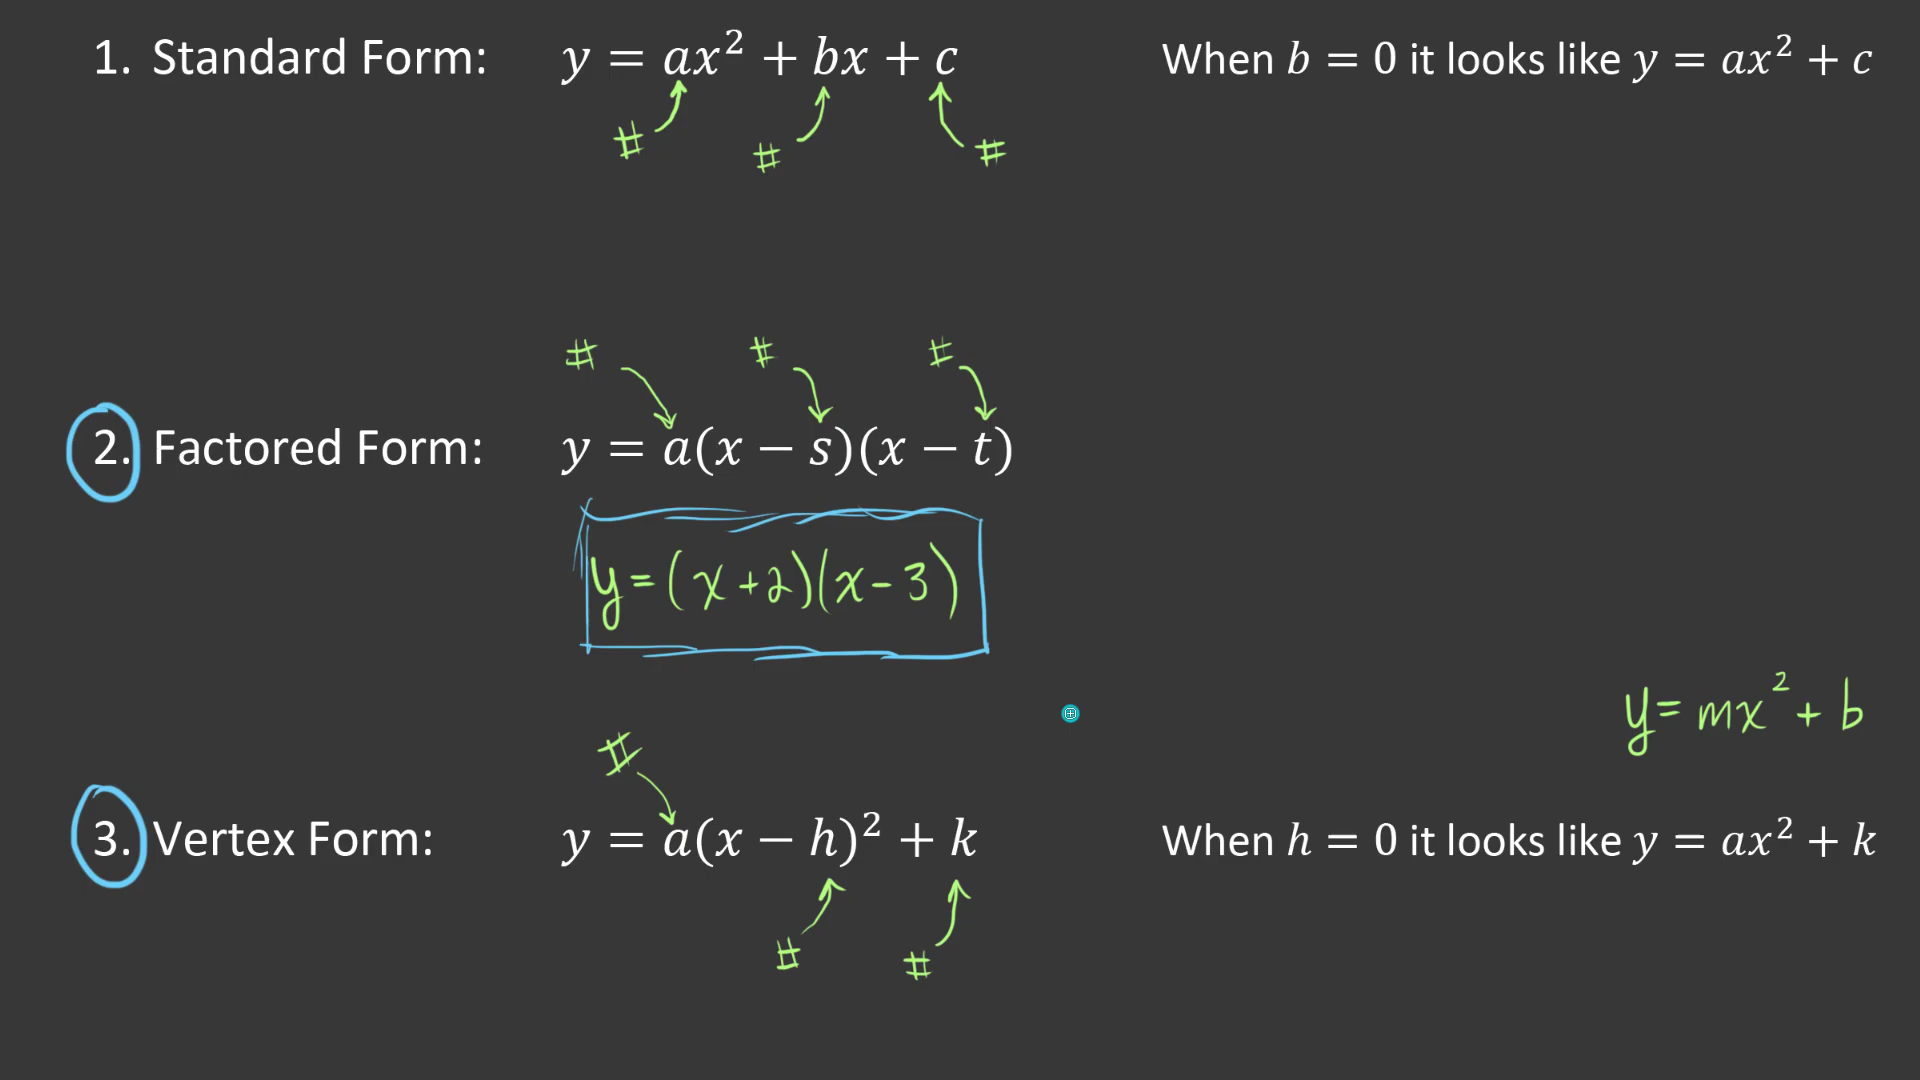 1. Standard Form: y = ax² + bx + c When b = 0 it looks like y = ax² + c
# # #
# # #
2. Factored Form: y = a(x − s)(x − t)
y = (x + 2)(x − 3)
y = mx² + b
#
3. Vertex Form: y = a(x − h)² + k When h = 0 it looks like y = ax² + k
# #